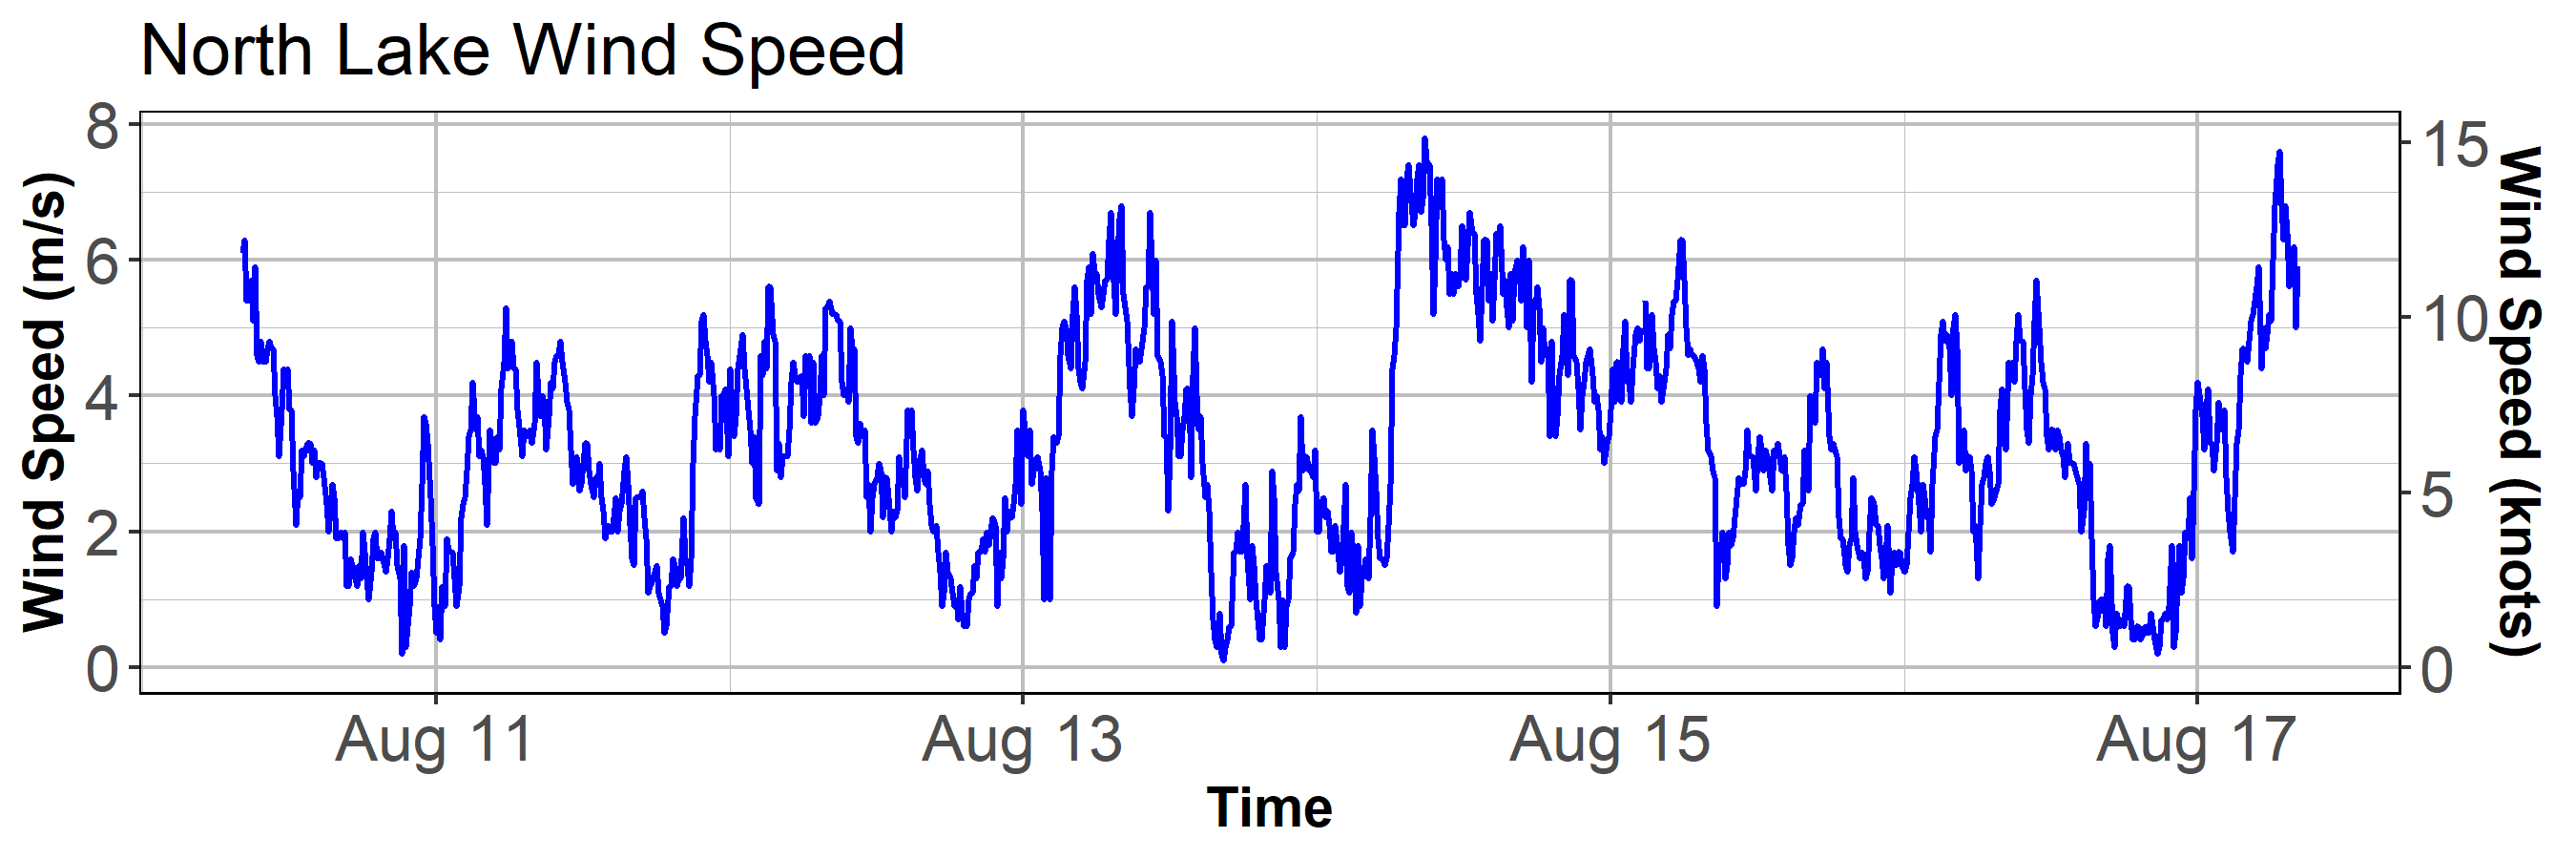 North Lake Wind Speed
Wind Speed (m/s)
8
6
4
2
0
15
10
5
0
Wind Speed (knots)
Aug 11
Aug 13
Aug 15
Aug 17
Time